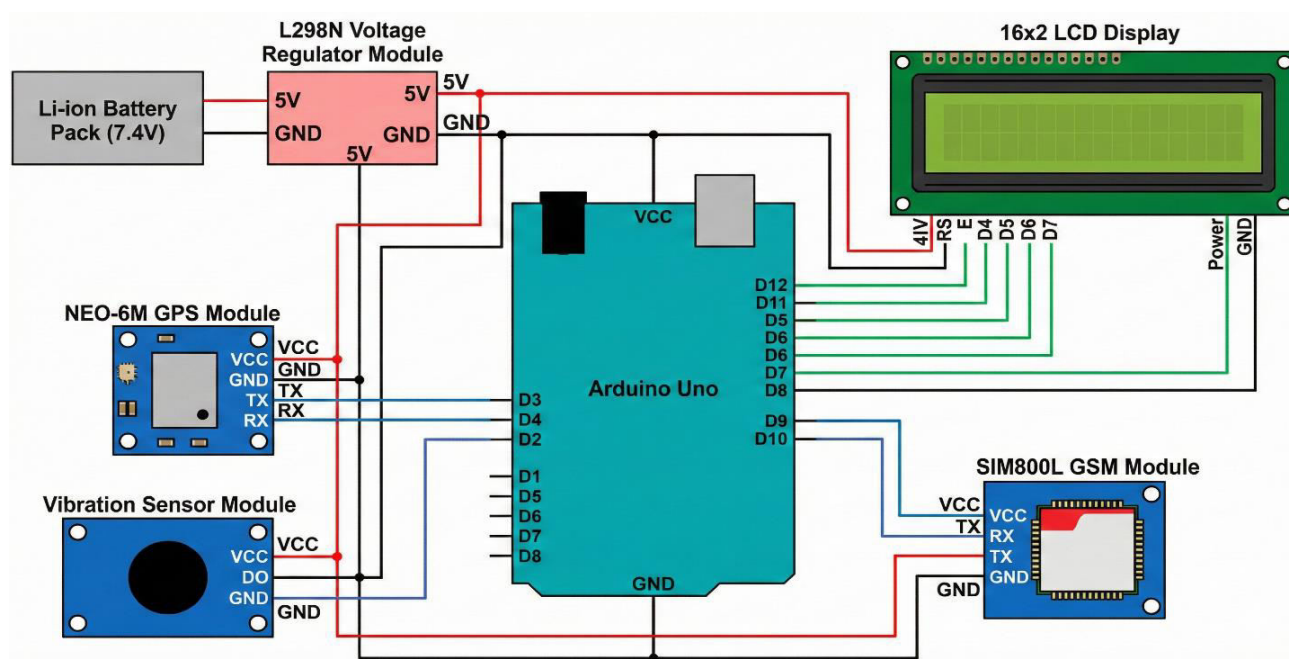 L298N Voltage
Regulator Module
16x2 LCD Display
Li-ion Battery
Pack (7.4V)
5V
GND
5V
GND
5V
5V
GND
VCC
4IV
RS
E
D4
D5
D6
D7
Power
GND
NEO-6M GPS Module
VCC
GND
TX
RX
VCC
GND
TX
RX
Arduino Uno
D3
D4
D2
D1
D5
D6
D7
D8
D12
D11
D5
D6
D6
D7
D8
D9
D10
GND
Vibration Sensor Module
VCC
DO
GND
VCC
GND
SIM800L GSM Module
VCC
TX
GND
VCC
RX
TX
GND